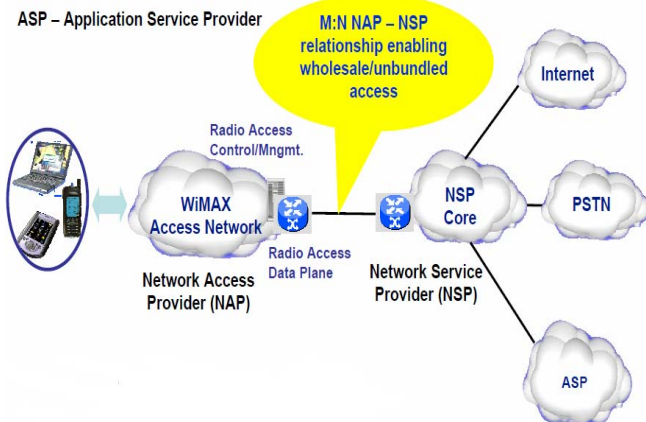 ASP – Application Service Provider
M:N NAP – NSP
relationship enabling
wholesale/unbundled
access
Internet
Radio Access
Control/Mngmt.
WiMAX
Access Network
NSP
Core
PSTN
Radio Access
Data Plane
Network Access
Provider (NAP)
Network Service
Provider (NSP)
ASP